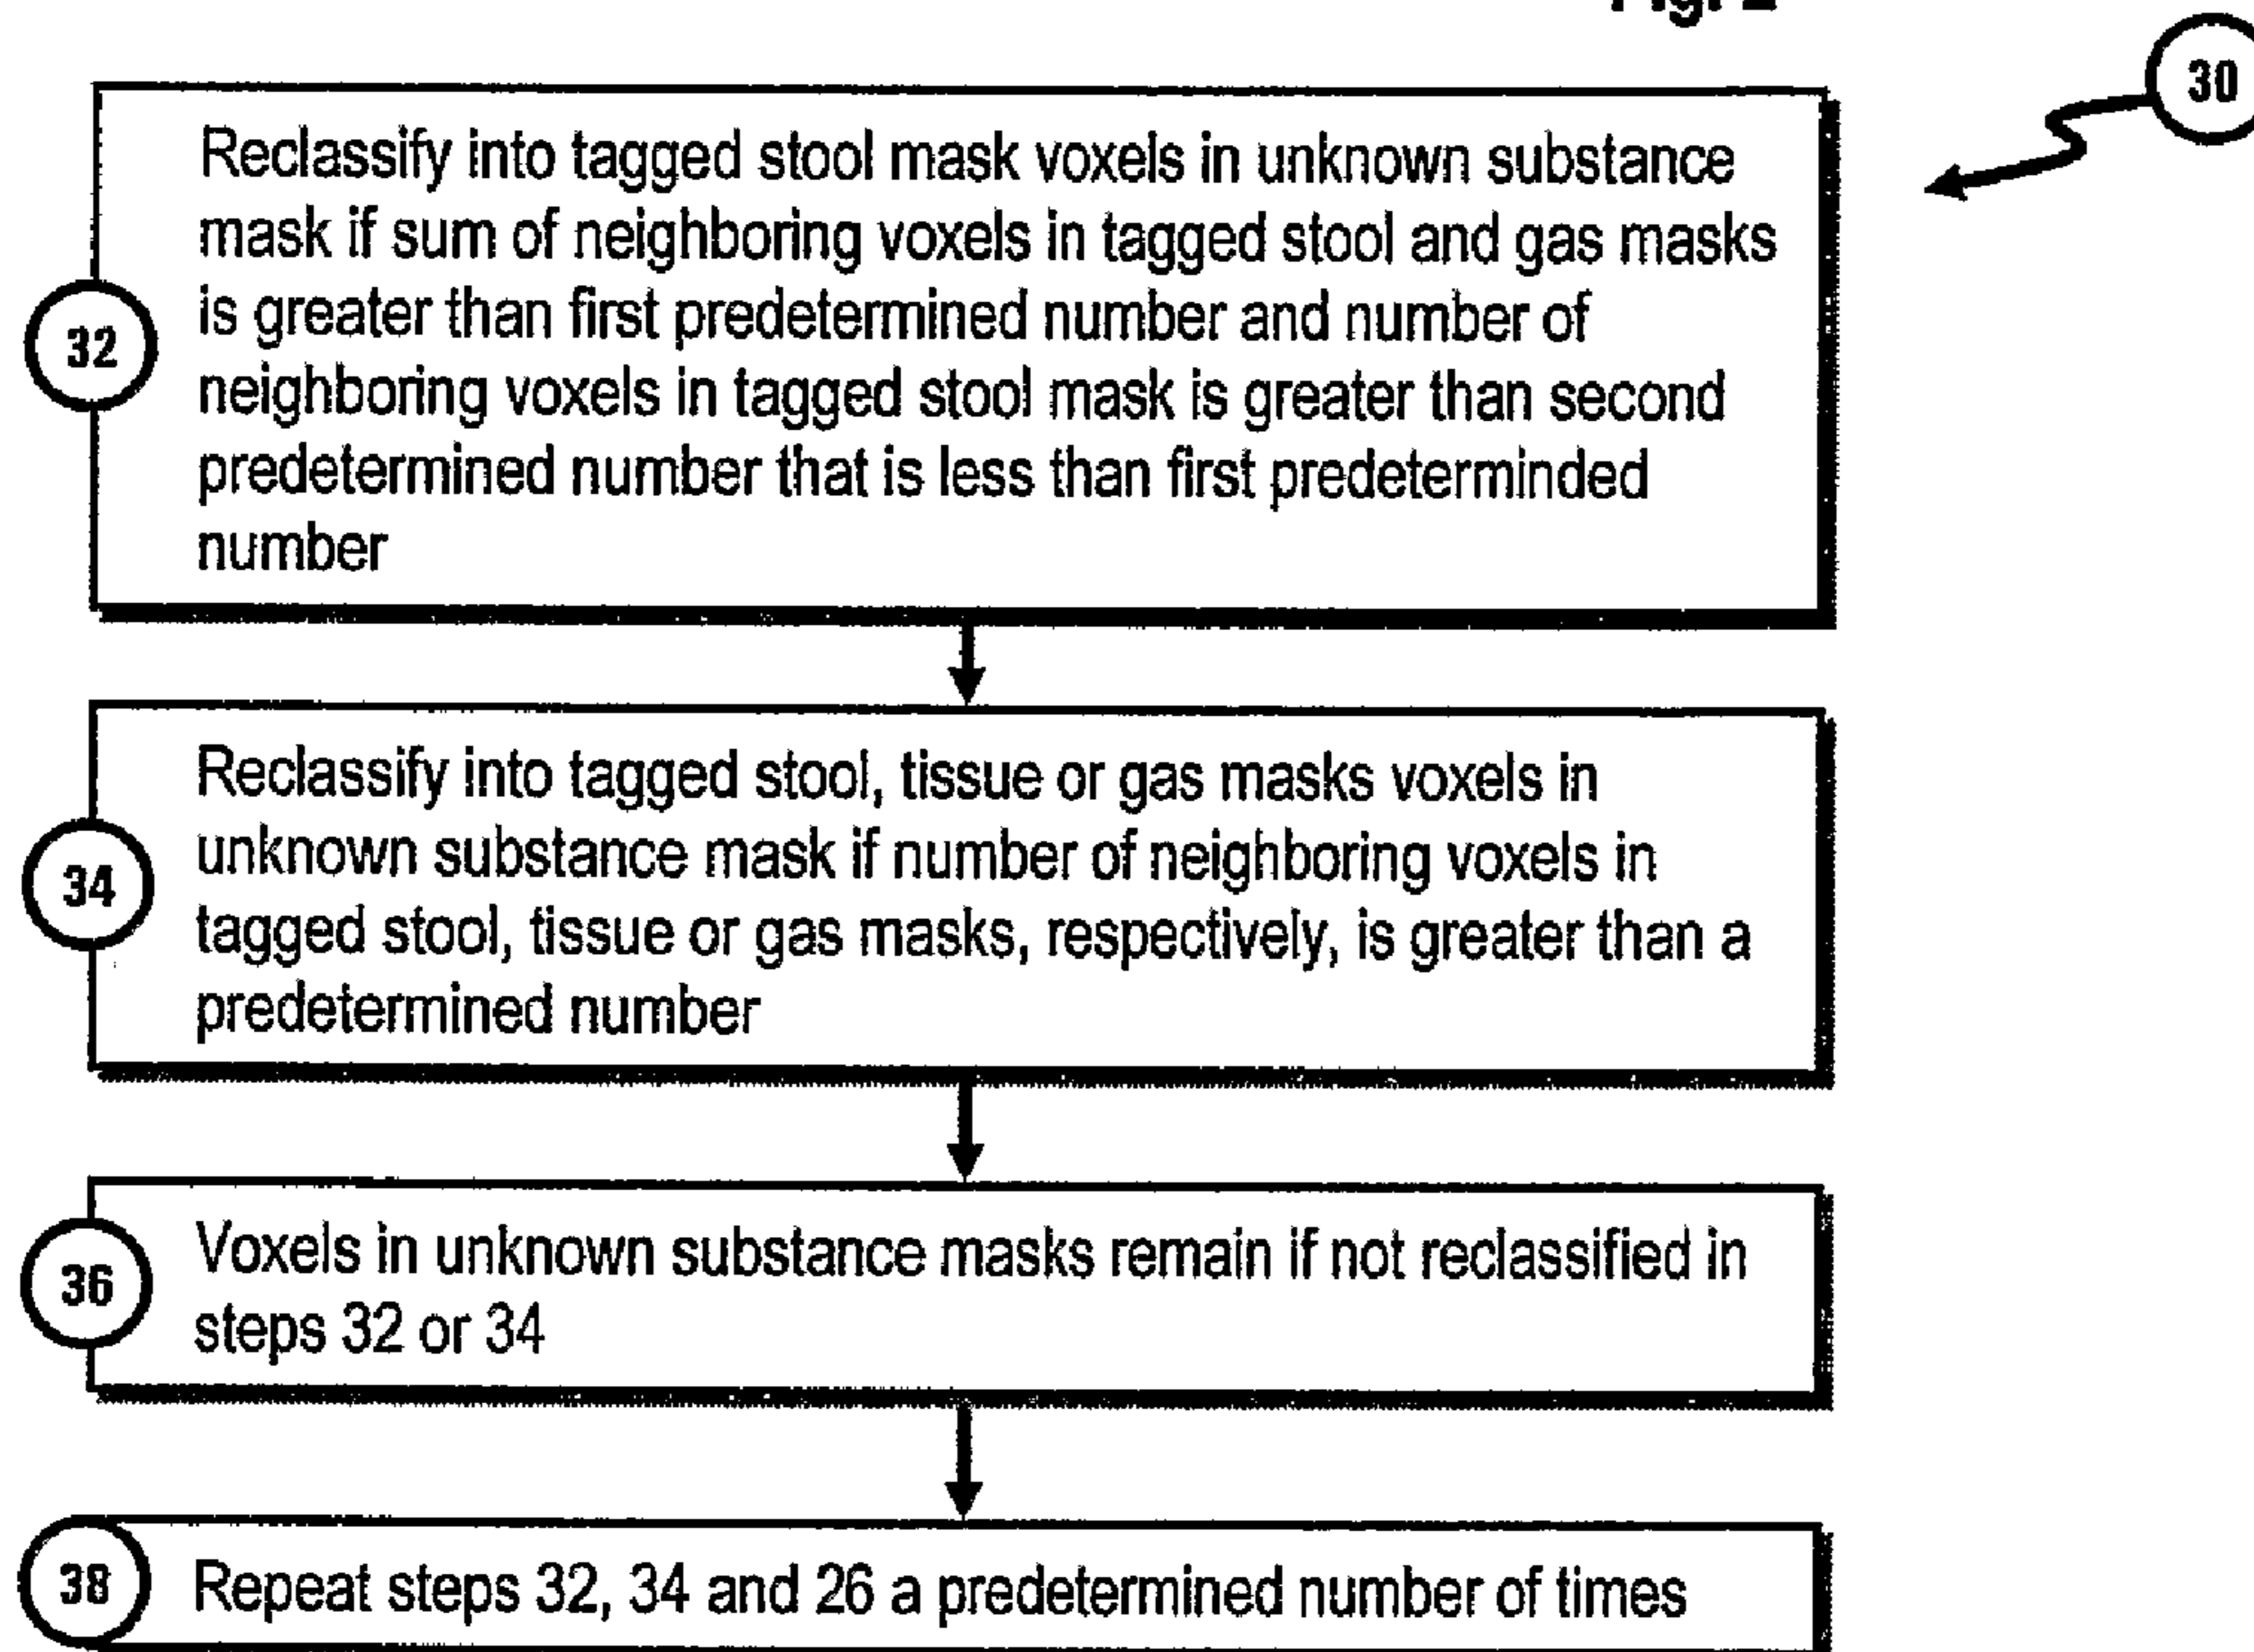 30
Reclassify into tagged stool mask voxels in unknown substance
mask if sum of neighboring voxels in tagged stool and gas masks
is greater than first predetermined number and number of
neighboring voxels in tagged stool mask is greater than second
predetermined number that is less than first predeterminded
number
32
Reclassify into tagged stool, tissue or gas masks voxels in
unknown substance mask if number of neighboring voxels in
tagged stool, tissue or gas masks, respectively, is greater than a
predetermined number
34
Voxels in unknown substance masks remain if not reclassified in
steps 32 or 34
36
38
Repeat steps 32, 34 and 26 a predetermined number of times